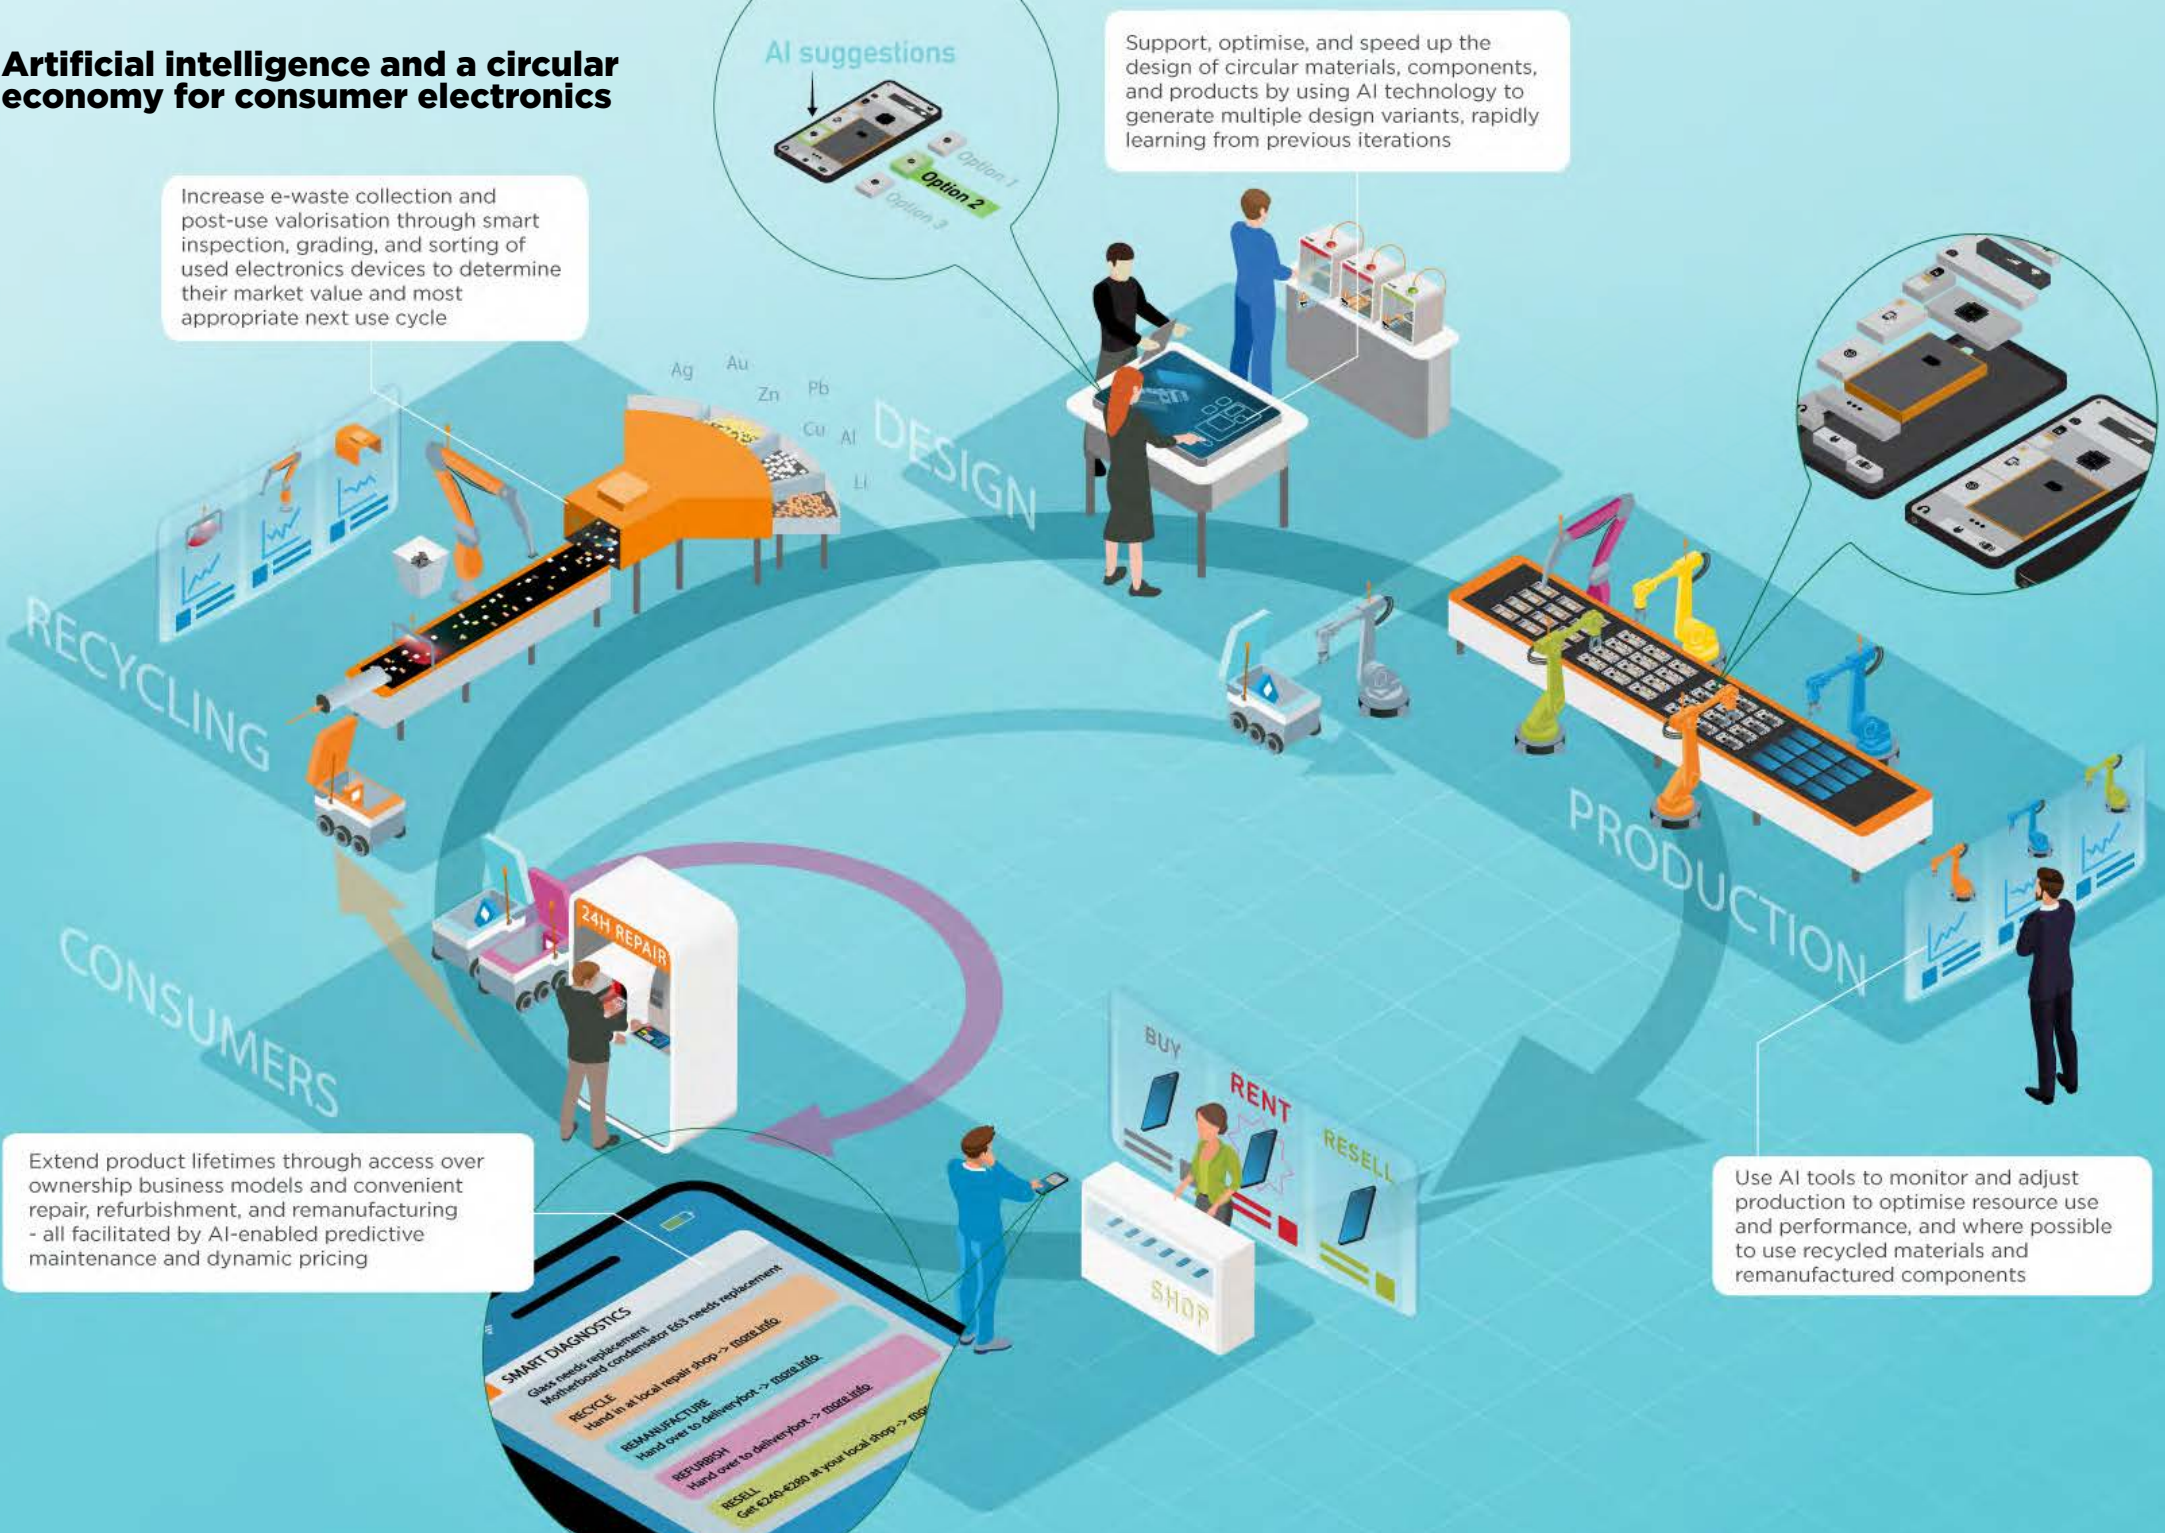 Artificial intelligence and a circular
economy for consumer electronics
AI suggestions
Option 1
Option 2
Option 3
Support, optimise, and speed up the
design of circular materials, components,
and products by using AI technology to
generate multiple design variants, rapidly
learning from previous iterations
Increase e-waste collection and
post-use valorisation through smart
inspection, grading, and sorting of
used electronics devices to determine
their market value and most
appropriate next use cycle
Ag
Au
Zn
Pb
Cu
Al
Li
DESIGN
RECYCLING
PRODUCTION
CONSUMERS
24H REPAIR
BUY
RENT
RESELL
SHOP
Extend product lifetimes through access over
ownership business models and convenient
repair, refurbishment, and remanufacturing
- all facilitated by AI-enabled predictive
maintenance and dynamic pricing
Use AI tools to monitor and adjust
production to optimise resource use
and performance, and where possible
to use recycled materials and
remanufactured components
SMART DIAGNOSTICS
Glass needs replacement
Motherboard condensator E63 needs replacement
RECYCLE
Hand in at local repair shop -> more info
REMANUFACTURE
Hand over to deliverybot -> more info
REFURBISH
Hand over to deliverybot -> more info
RESELL
Get €240-€280 at your local shop -> mor